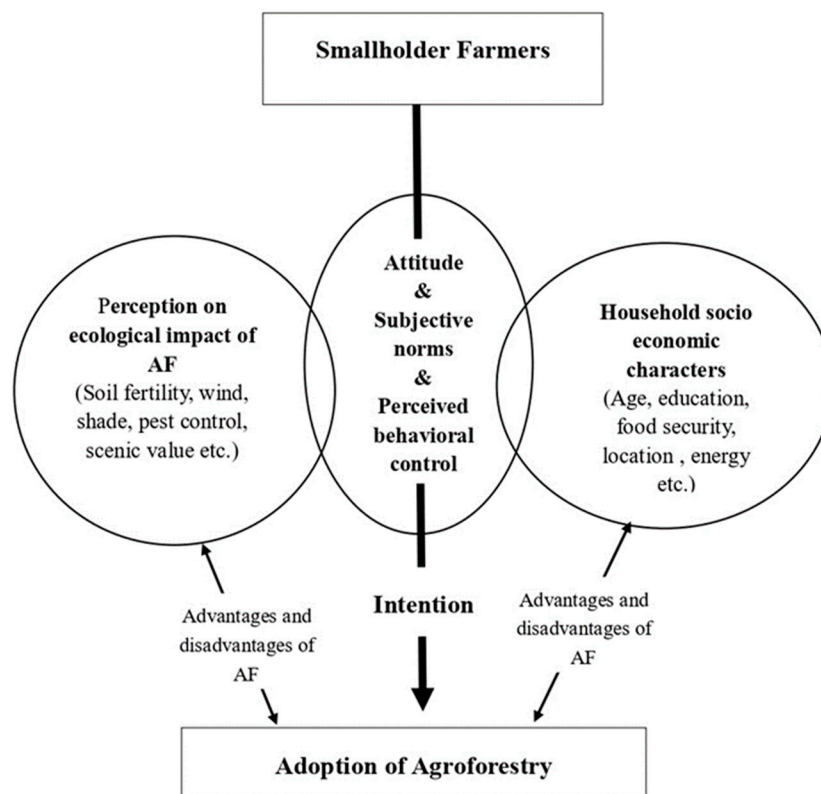 Smallholder Farmers
Perception on
ecological impact of
AF
(Soil fertility, wind,
shade, pest control,
scenic value etc.)
Attitude
&
Subjective
norms
&
Perceived
behavioral
control
Household socio
economic
characters
(Age, education,
food security,
location , energy
etc.)
Advantages and
disadvantages of
AF
Intention
Advantages and
disadvantages of
AF
Adoption of Agroforestry